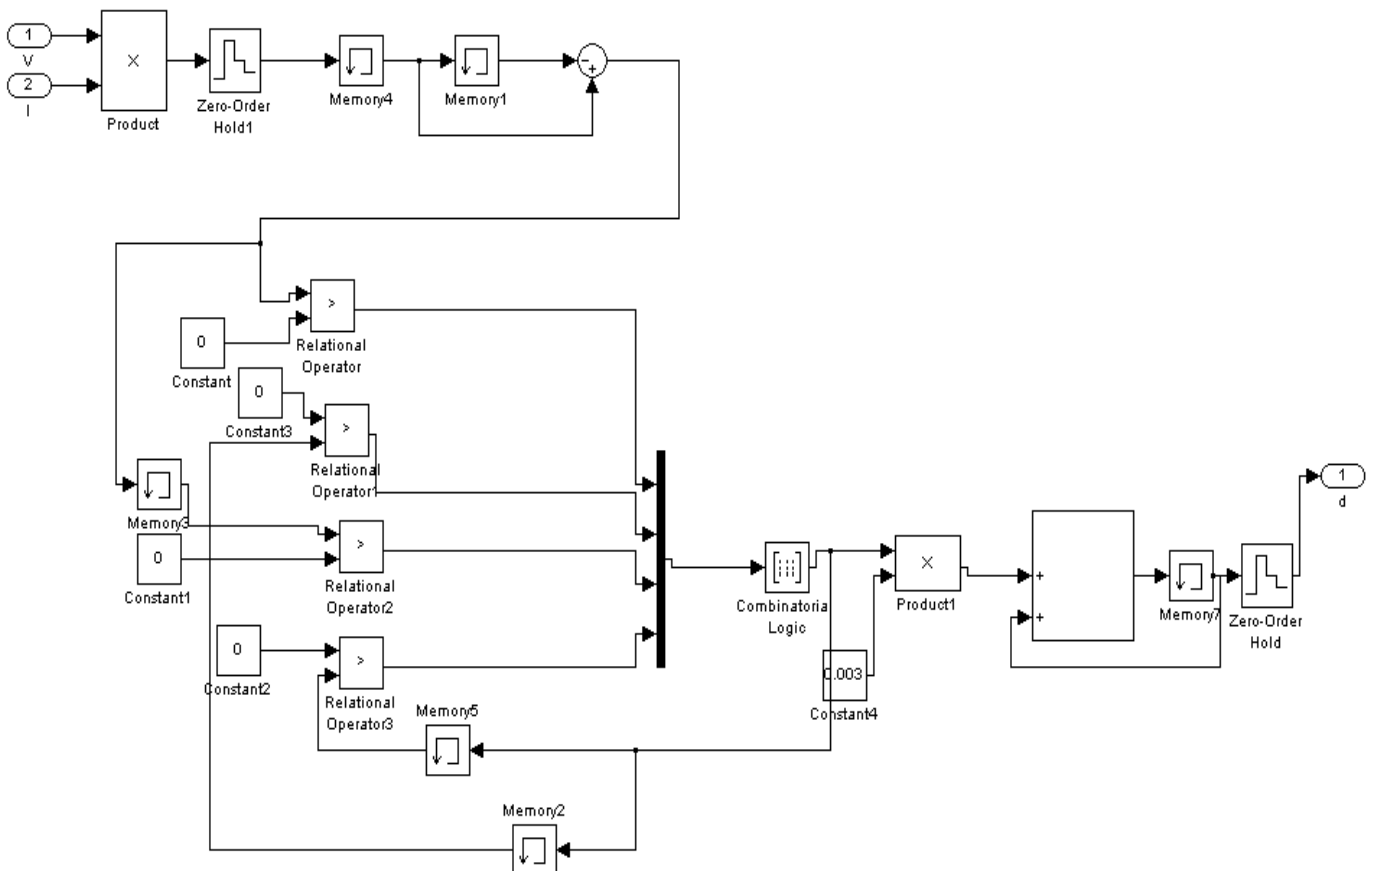 1
V
2
I
×
Product
Zero-Order
Hold1
Memory4
Memory1
-
+
>
Relational
Operator
0
Constant
0
Constant3
>
Relational
Operator1
Memory3
0
Constant1
>
Relational
Operator2
0
Constant2
>
Relational
Operator3
Memory5
Memory2
Combinatorial
Logic
0.003
Constant4
×
Product1
+
+
Memory7
Zero-Order
Hold
1
d